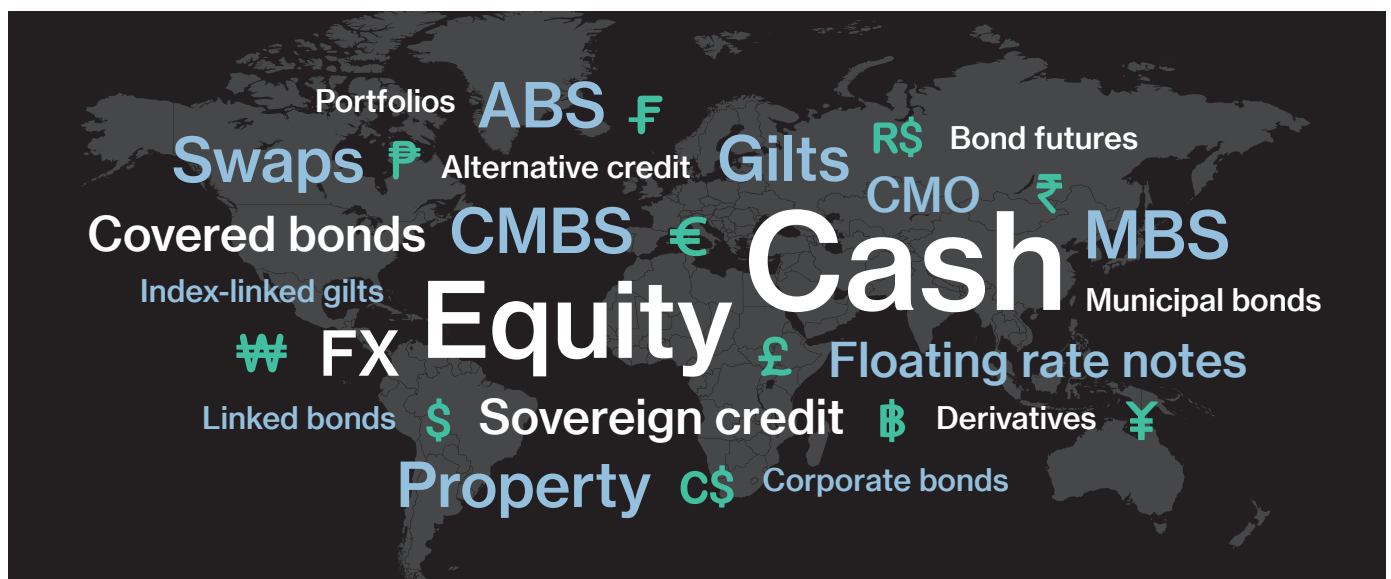 Portfolios
ABS
₣
Swaps
₱
Alternative credit
Gilts
R$
Bond futures
CMO
₹
Covered bonds
CMBS
€
Cash
MBS
Index-linked gilts
Equity
Municipal bonds
₩
FX
£
Floating rate notes
Linked bonds
$
Sovereign credit
฿
Derivatives
¥
Property
C$
Corporate bonds